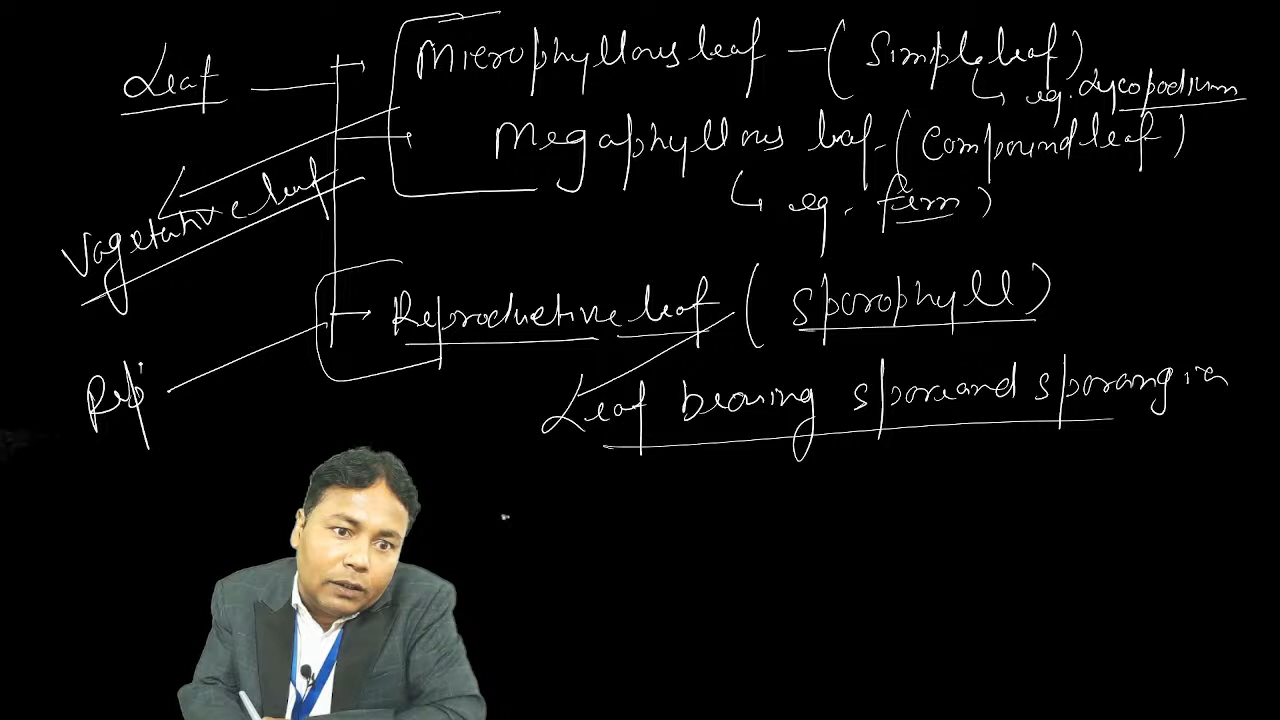 Leaf
Microphyllous leaf - (Simple leaf)
eg. Lycopodium
Megaphyllous leaf - (compound leaf)
eg. fern)
Vagetative leaf
Reproductive leaf (sporophyll)
Rep
Leaf bearing spore and sporangia